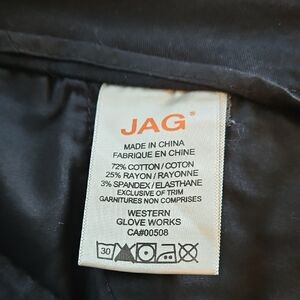 JAG®
MADE IN CHINA
FABRIQUE EN CHINE
72% COTTON / COTON
25% RAYON / RAYONNE
3% SPANDEX / ELASTHANE
EXCLUSIVE OF TRIM
GARNITURES NON COMPRISES
WESTERN
GLOVE WORKS
CA#00508
30